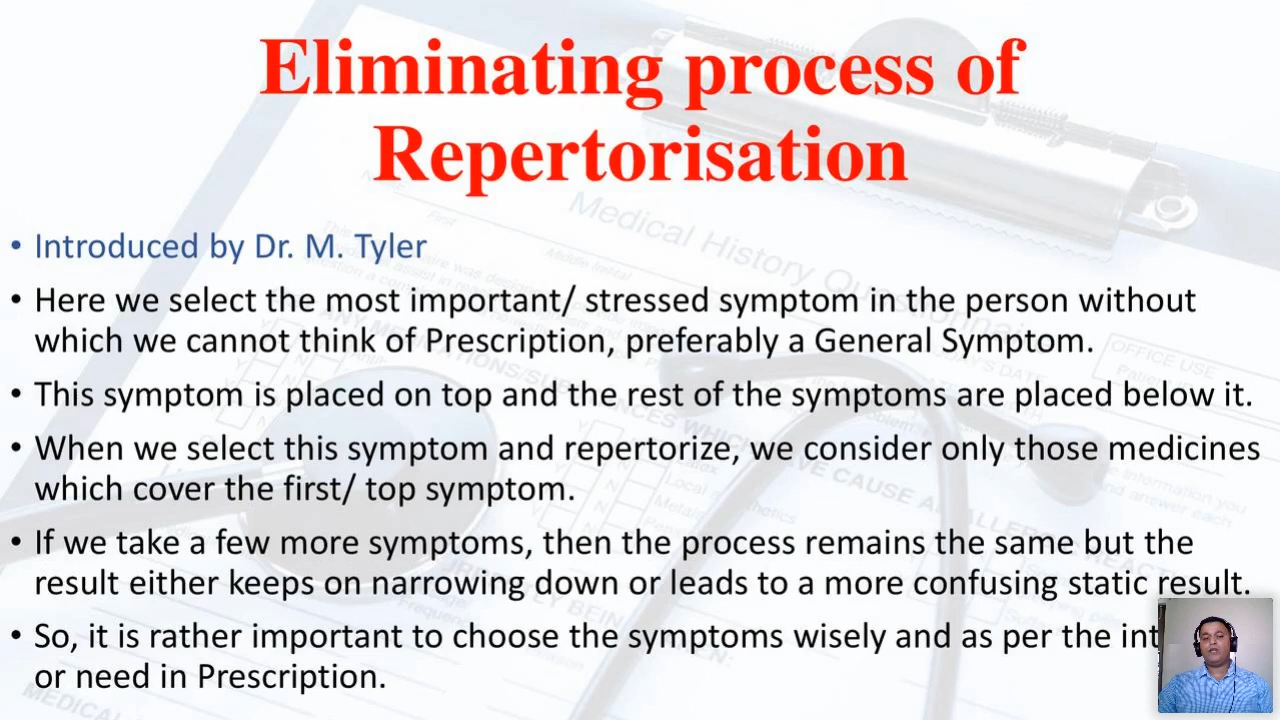 Eliminating process of
Repertorisation
• Introduced by Dr. M. Tyler
• Here we select the most important/ stressed symptom in the person without
which we cannot think of Prescription, preferably a General Symptom.
• This symptom is placed on top and the rest of the symptoms are placed below it.
• When we select this symptom and repertorize, we consider only those medicines
which cover the first/ top symptom.
• If we take a few more symptoms, then the process remains the same but the
result either keeps on narrowing down or leads to a more confusing static result.
• So, it is rather important to choose the symptoms wisely and as per the
or need in Prescription.
Medical History
OFFICE USE